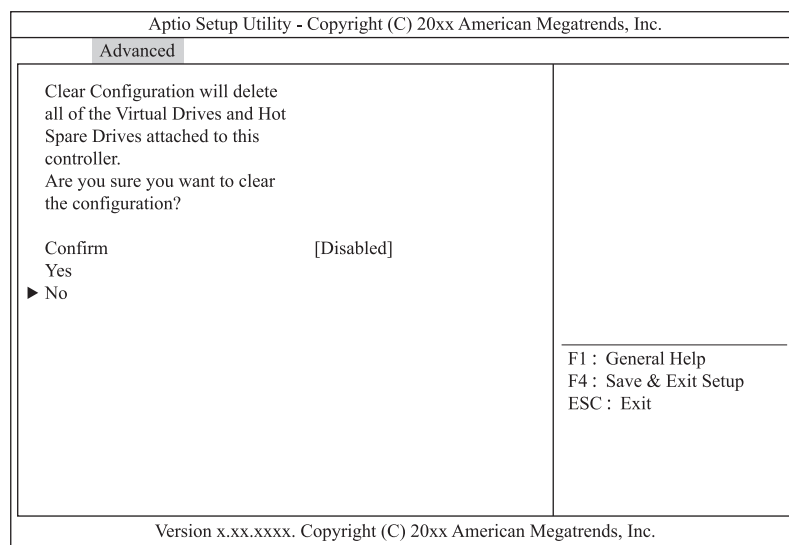 Aptio Setup Utility - Copyright (C) 20xx American Megatrends, Inc.
Advanced
Clear Configuration will delete
all of the Virtual Drives and Hot
Spare Drives attached to this
controller.
Are you sure you want to clear
the configuration?
Confirm [Disabled]
Yes
▶ No
F1 : General Help
F4 : Save & Exit Setup
ESC : Exit
Version x.xx.xxxx. Copyright (C) 20xx American Megatrends, Inc.